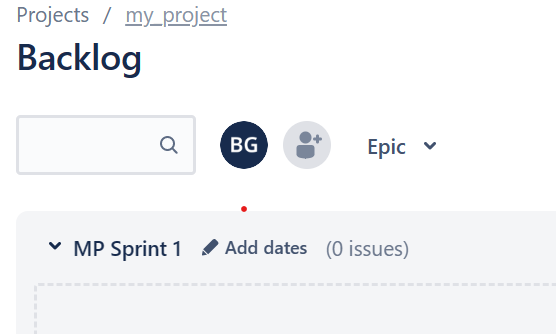 Projects / my_project
Backlog
BG Epic
MP Sprint 1 Add dates (0 issues)